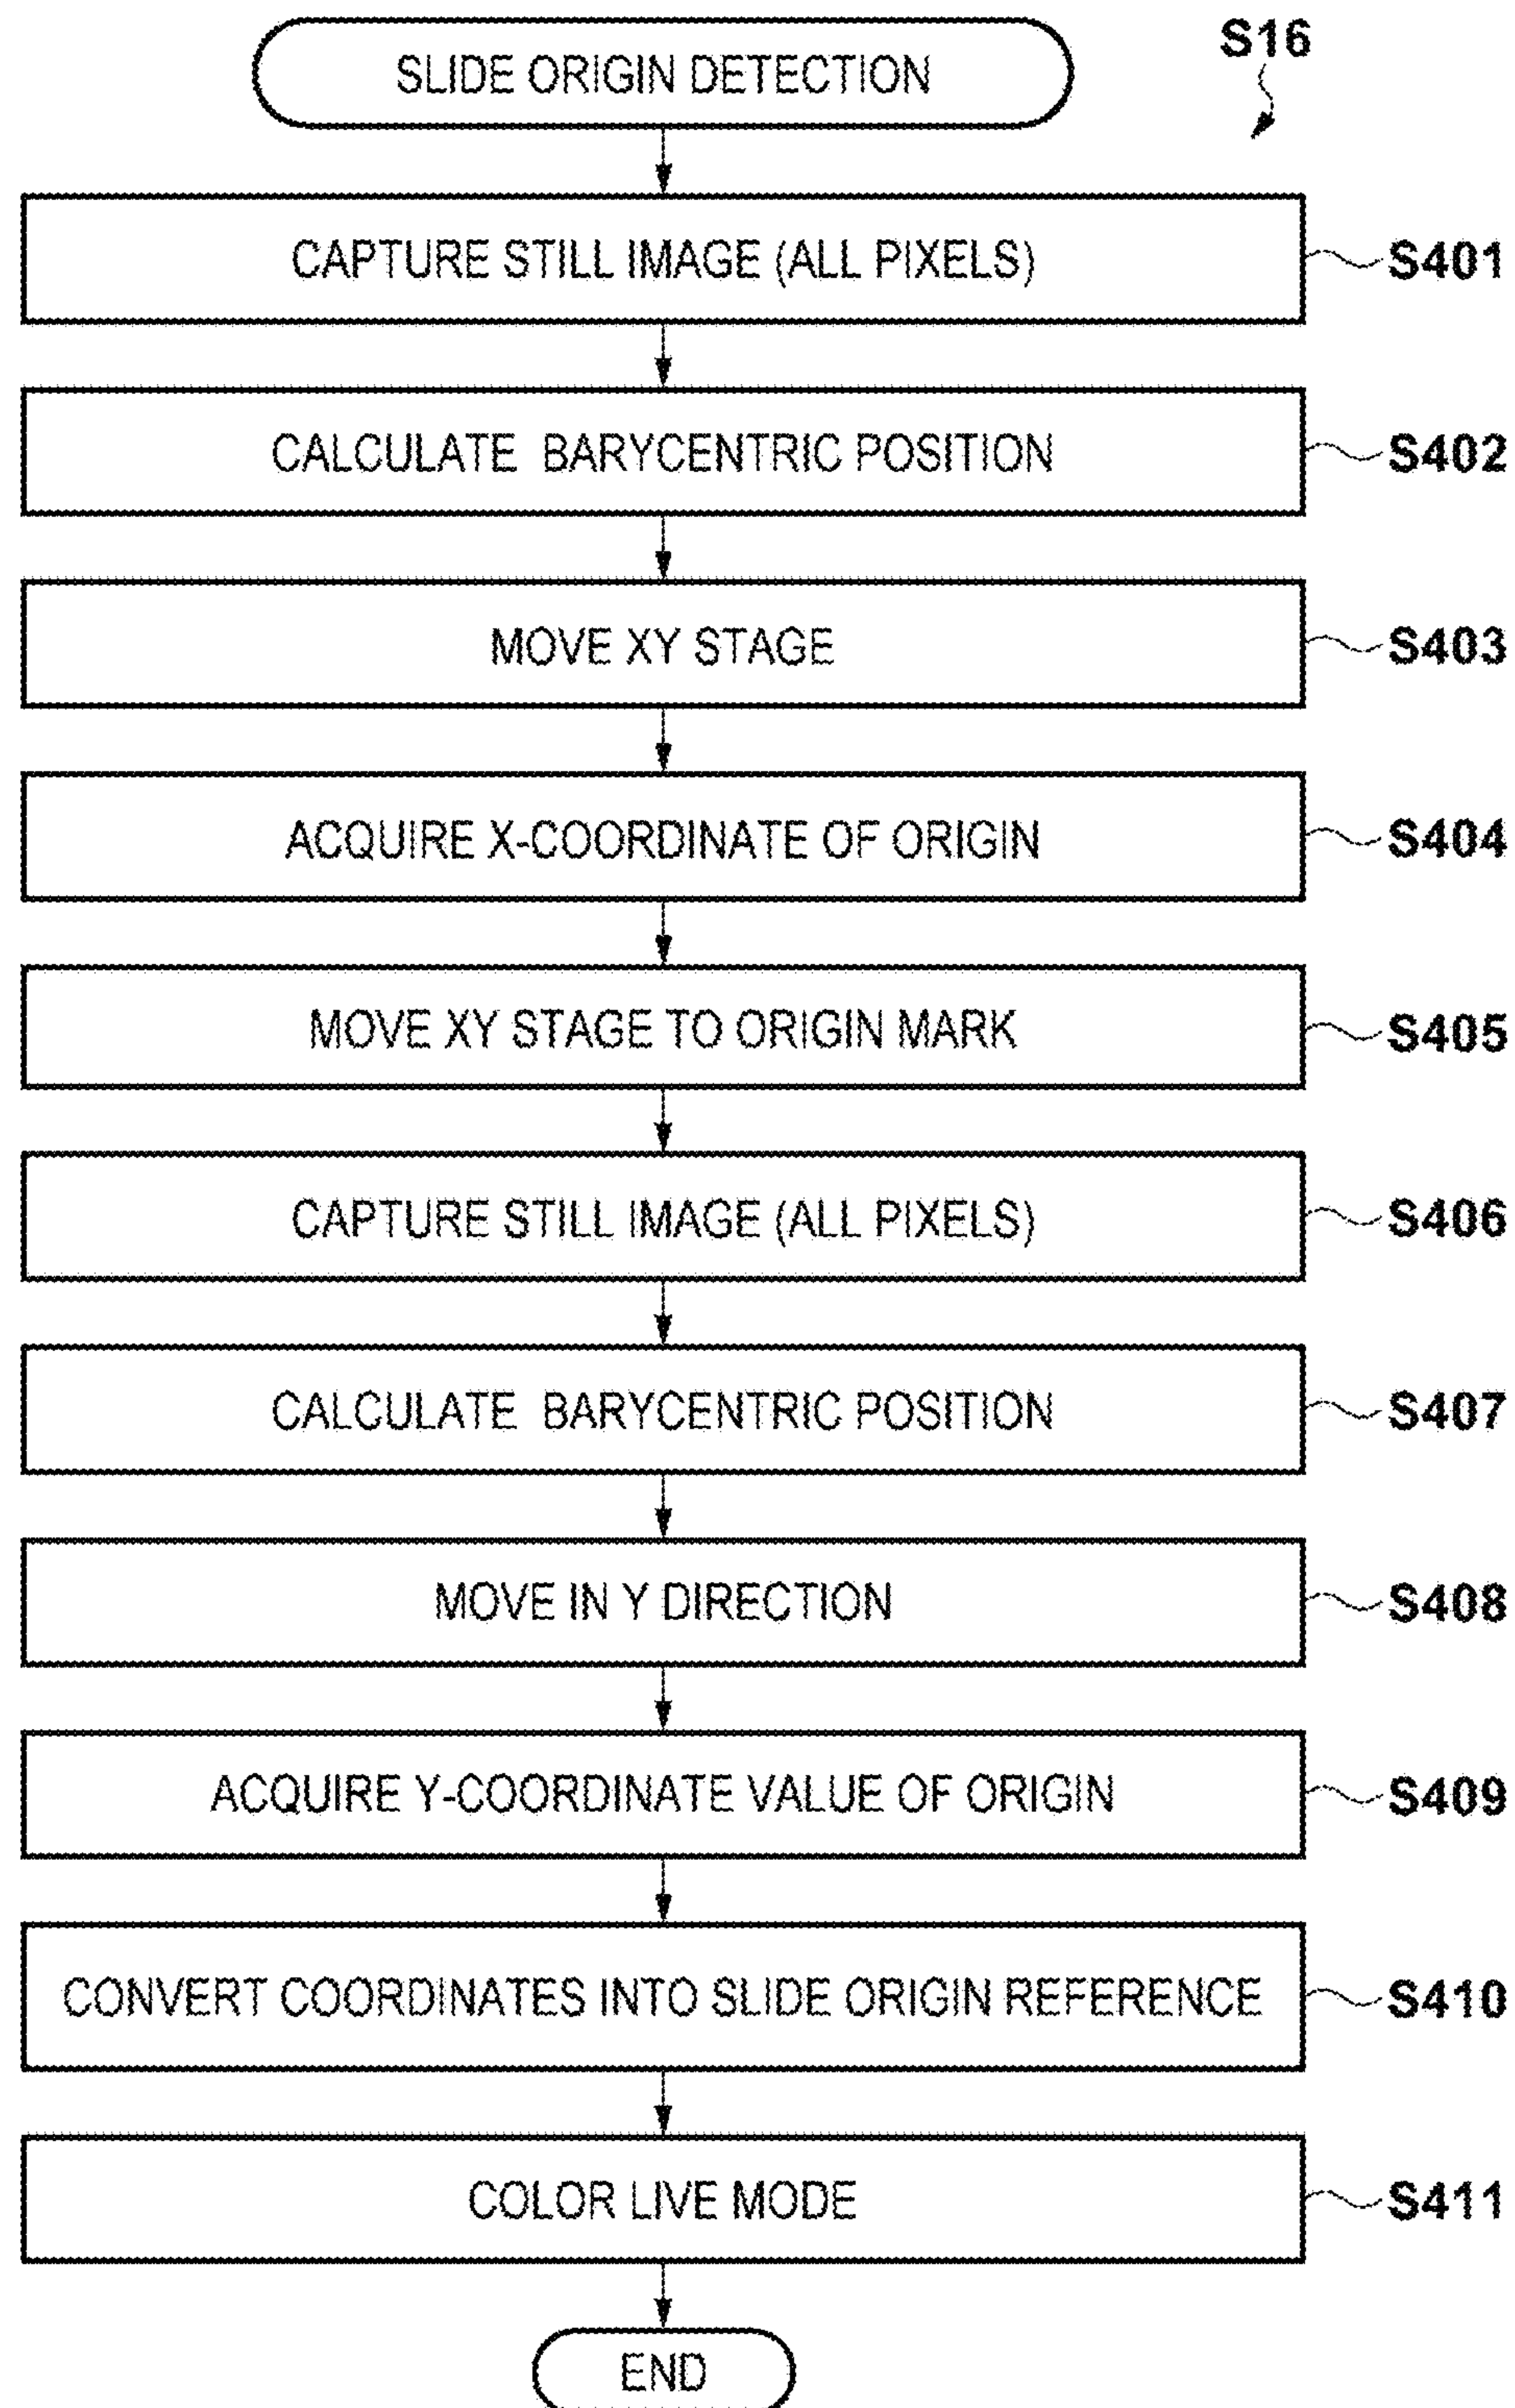 SLIDE ORIGIN DETECTION
S16
CAPTURE STILL IMAGE (ALL PIXELS)
S401
CALCULATE BARYCENTRIC POSITION
S402
MOVE XY STAGE
S403
ACQUIRE X-COORDINATE OF ORIGIN
S404
MOVE XY STAGE TO ORIGIN MARK
S405
CAPTURE STILL IMAGE (ALL PIXELS)
S406
CALCULATE BARYCENTRIC POSITION
S407
MOVE IN Y DIRECTION
S408
ACQUIRE Y-COORDINATE VALUE OF ORIGIN
S409
CONVERT COORDINATES INTO SLIDE ORIGIN REFERENCE
S410
COLOR LIVE MODE
S411
END